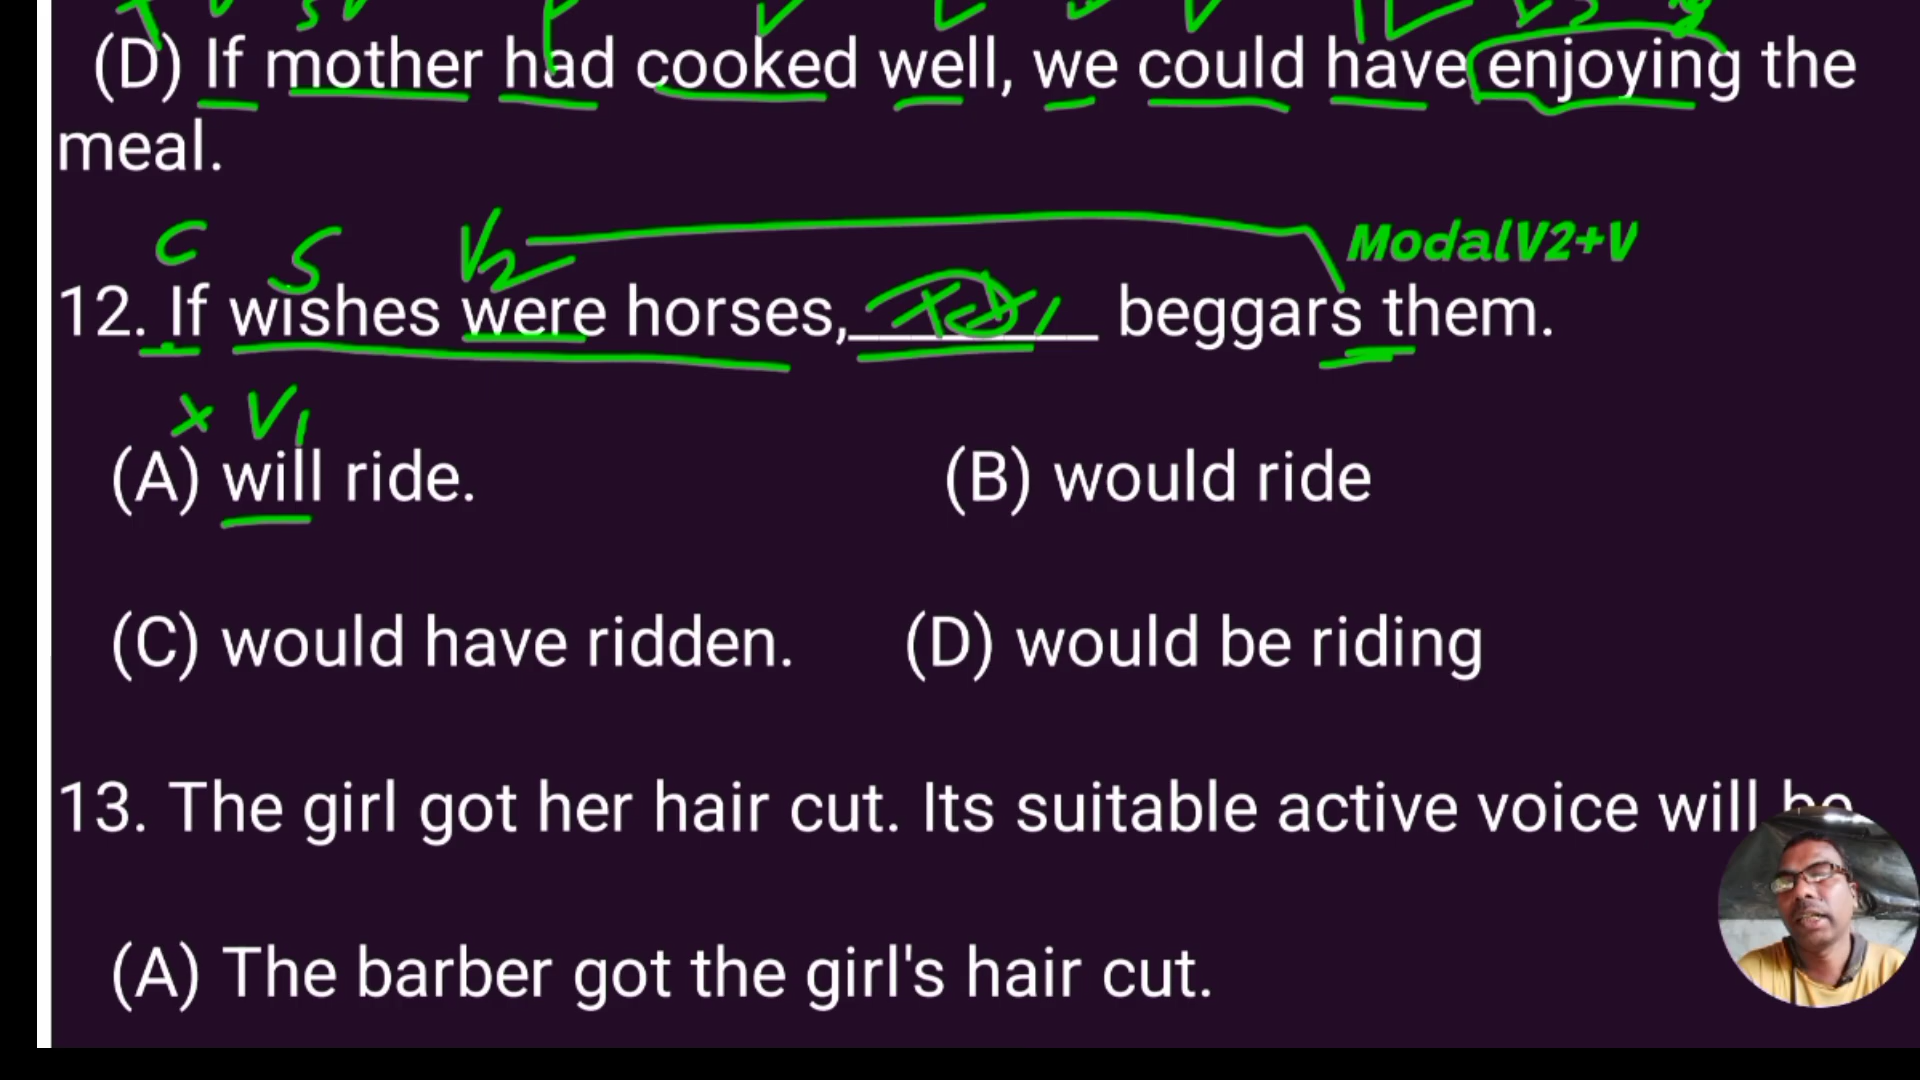 (D) If mother had cooked well, we could have enjoying the
meal.
C S V2 ModalV2+V
12. If wishes were horses,________ beggars them.
x V1
(A) will ride. (B) would ride
(C) would have ridden. (D) would be riding
13. The girl got her hair cut. Its suitable active voice will be
(A) The barber got the girl's hair cut.